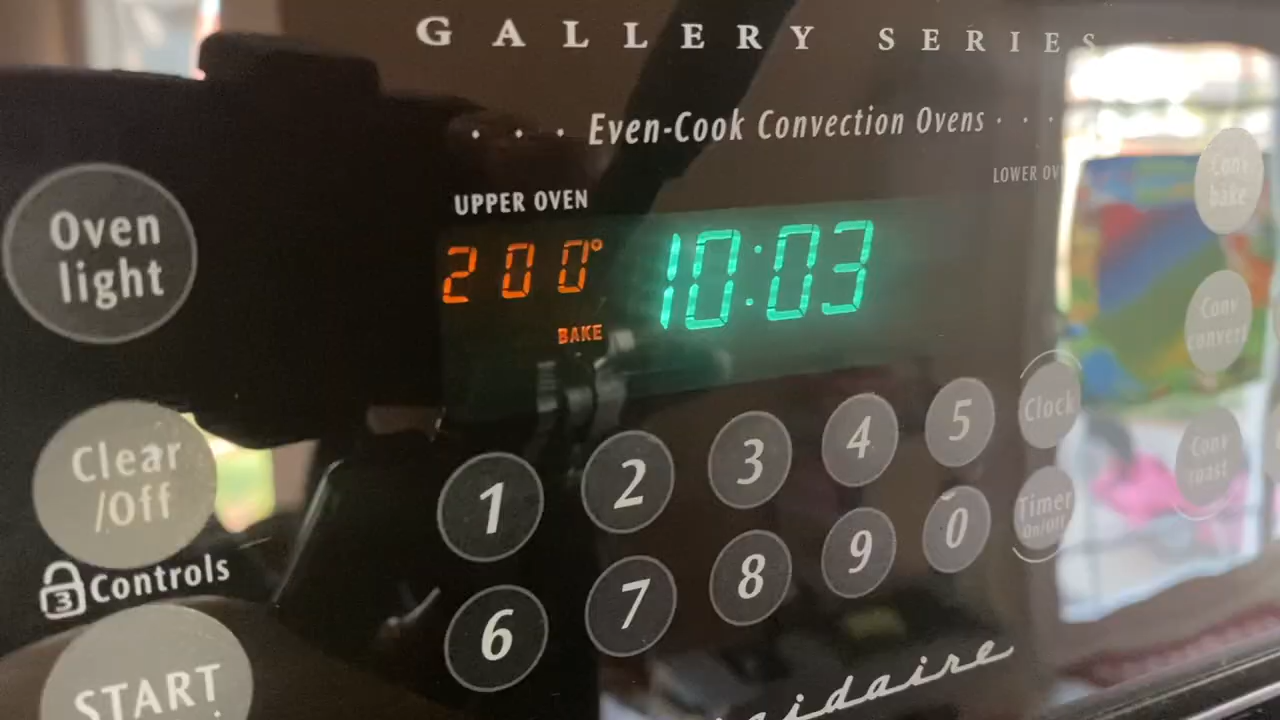 GALLERY SERIES
· · · Even-Cook Convection Ovens · · ·
UPPER OVEN
LOWER
200°
10:03
BAKE
Oven
light
Conv
bake
Conv
convert
Conv
roast
Clear
/Off
3 Controls
START
1 2 3 4 5 Clock
6 7 8 9 0 Timer
On/Off